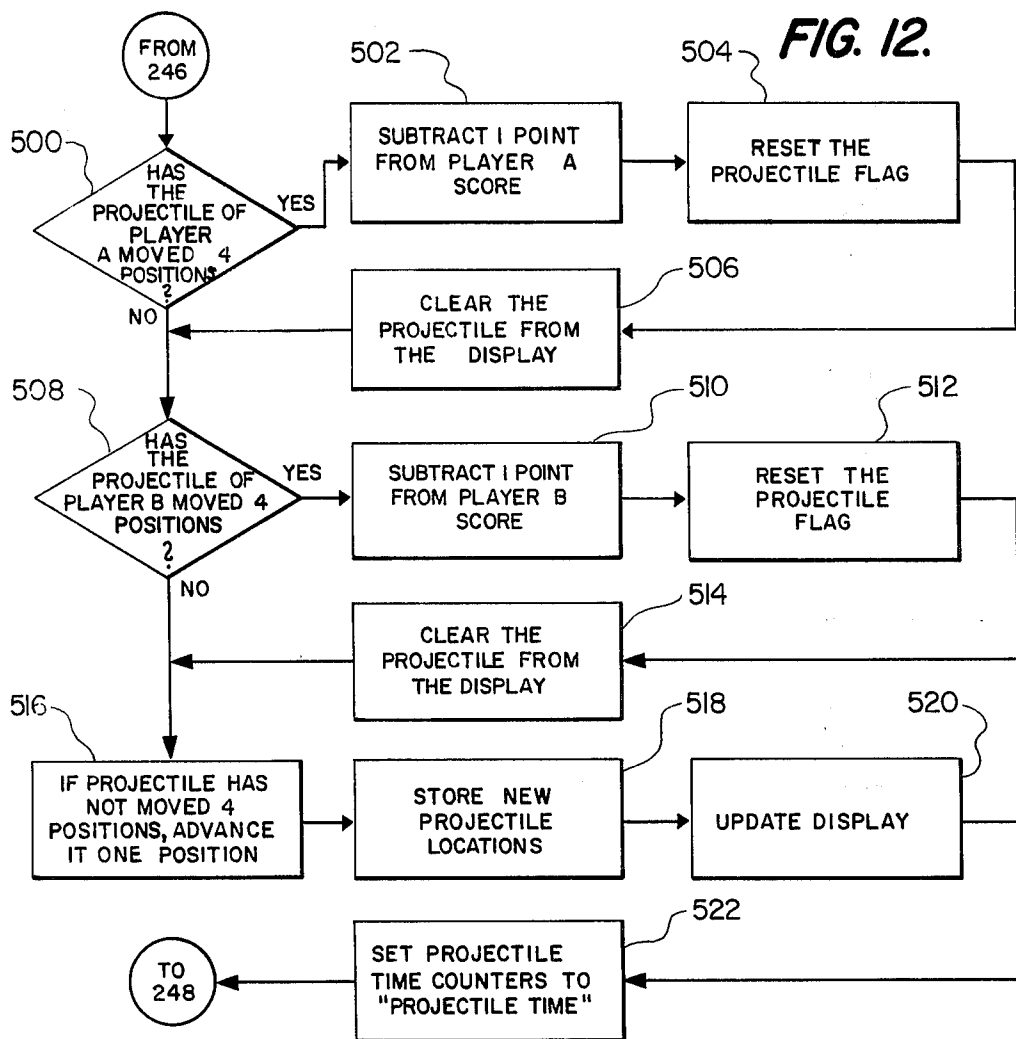 FIG. 12.
FROM
246
500
HAS
THE
PROJECTILE OF
PLAYER
A MOVED 4
POSITIONS
?
YES
NO
502
SUBTRACT 1 POINT
FROM PLAYER A
SCORE
504
RESET THE
PROJECTILE FLAG
506
CLEAR THE
PROJECTILE FROM
THE DISPLAY
508
HAS
THE
PROJECTILE OF
PLAYER B MOVED 4
POSITIONS
?
YES
NO
510
SUBTRACT 1 POINT
FROM PLAYER B
SCORE
512
RESET THE
PROJECTILE
FLAG
514
CLEAR THE
PROJECTILE FROM
THE DISPLAY
516
IF PROJECTILE HAS
NOT MOVED 4
POSITIONS, ADVANCE
IT ONE POSITION
518
STORE NEW
PROJECTILE
LOCATIONS
520
UPDATE DISPLAY
522
SET PROJECTILE
TIME COUNTERS TO
"PROJECTILE TIME"
TO
248